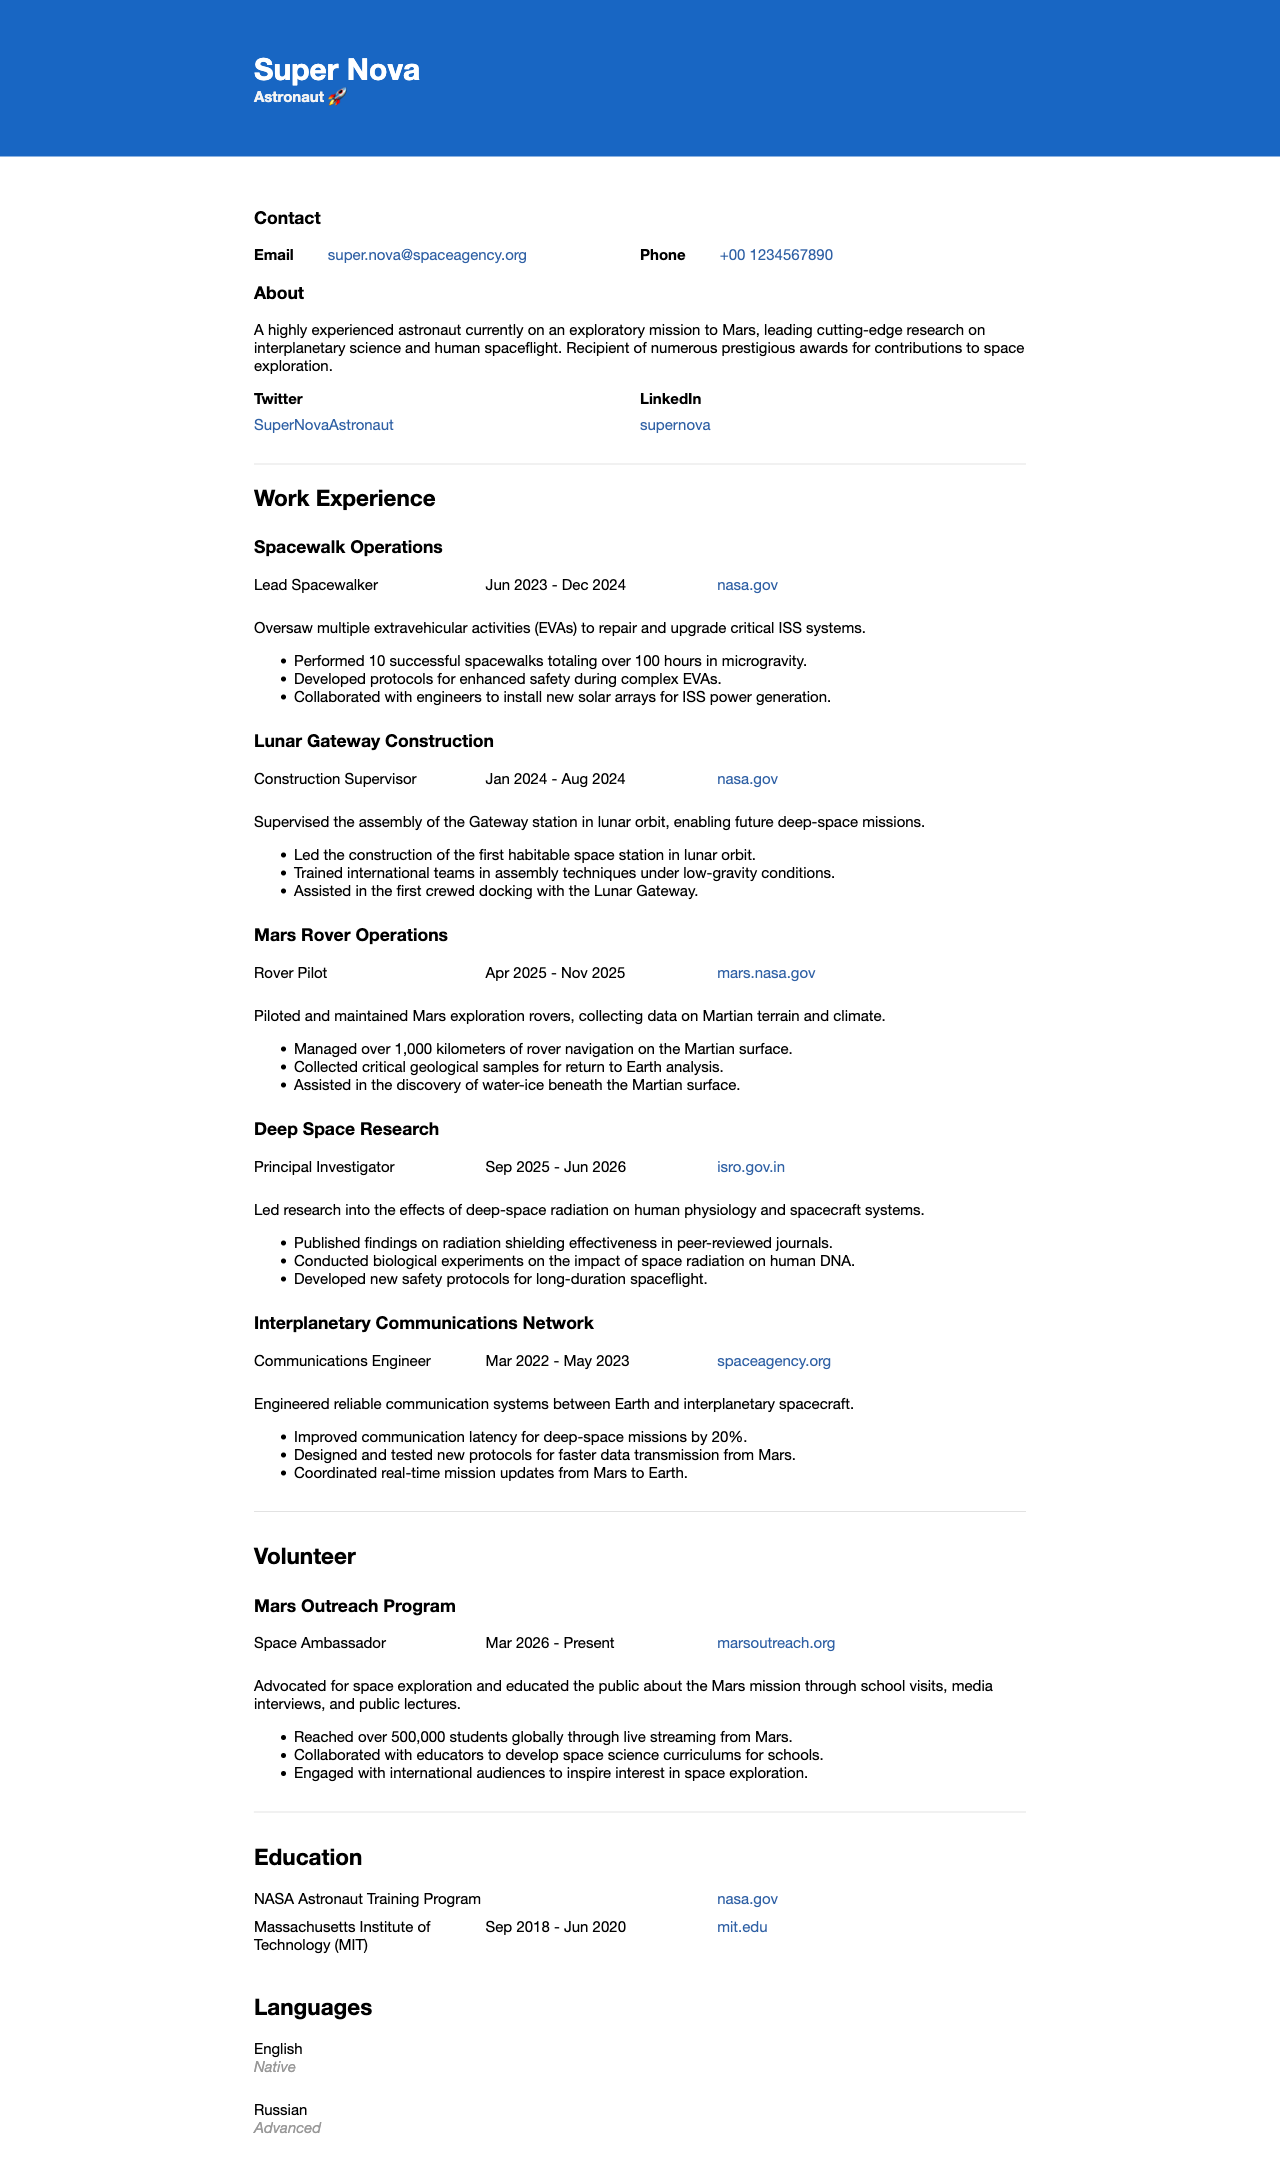 Super Nova
Astronaut 🚀
Contact
Email super.nova@spaceagency.org Phone +00 1234567890
About
A highly experienced astronaut currently on an exploratory mission to Mars, leading cutting-edge research on
interplanetary science and human spaceflight. Recipient of numerous prestigious awards for contributions to space
exploration.
Twitter LinkedIn
SuperNovaAstronaut supernova
Work Experience
Spacewalk Operations
Lead Spacewalker Jun 2023 - Dec 2024 nasa.gov
Oversaw multiple extravehicular activities (EVAs) to repair and upgrade critical ISS systems.
• Performed 10 successful spacewalks totaling over 100 hours in microgravity.
• Developed protocols for enhanced safety during complex EVAs.
• Collaborated with engineers to install new solar arrays for ISS power generation.
Lunar Gateway Construction
Construction Supervisor Jan 2024 - Aug 2024 nasa.gov
Supervised the assembly of the Gateway station in lunar orbit, enabling future deep-space missions.
• Led the construction of the first habitable space station in lunar orbit.
• Trained international teams in assembly techniques under low-gravity conditions.
• Assisted in the first crewed docking with the Lunar Gateway.
Mars Rover Operations
Rover Pilot Apr 2025 - Nov 2025 mars.nasa.gov
Piloted and maintained Mars exploration rovers, collecting data on Martian terrain and climate.
• Managed over 1,000 kilometers of rover navigation on the Martian surface.
• Collected critical geological samples for return to Earth analysis.
• Assisted in the discovery of water-ice beneath the Martian surface.
Deep Space Research
Principal Investigator Sep 2025 - Jun 2026 isro.gov.in
Led research into the effects of deep-space radiation on human physiology and spacecraft systems.
• Published findings on radiation shielding effectiveness in peer-reviewed journals.
• Conducted biological experiments on the impact of space radiation on human DNA.
• Developed new safety protocols for long-duration spaceflight.
Interplanetary Communications Network
Communications Engineer Mar 2022 - May 2023 spaceagency.org
Engineered reliable communication systems between Earth and interplanetary spacecraft.
• Improved communication latency for deep-space missions by 20%.
• Designed and tested new protocols for faster data transmission from Mars.
• Coordinated real-time mission updates from Mars to Earth.
Volunteer
Mars Outreach Program
Space Ambassador Mar 2026 - Present marsoutreach.org
Advocated for space exploration and educated the public about the Mars mission through school visits, media
interviews, and public lectures.
• Reached over 500,000 students globally through live streaming from Mars.
• Collaborated with educators to develop space science curriculums for schools.
• Engaged with international audiences to inspire interest in space exploration.
Education
NASA Astronaut Training Program nasa.gov
Massachusetts Institute of Sep 2018 - Jun 2020 mit.edu
Technology (MIT)
Languages
English
Native
Russian
Advanced